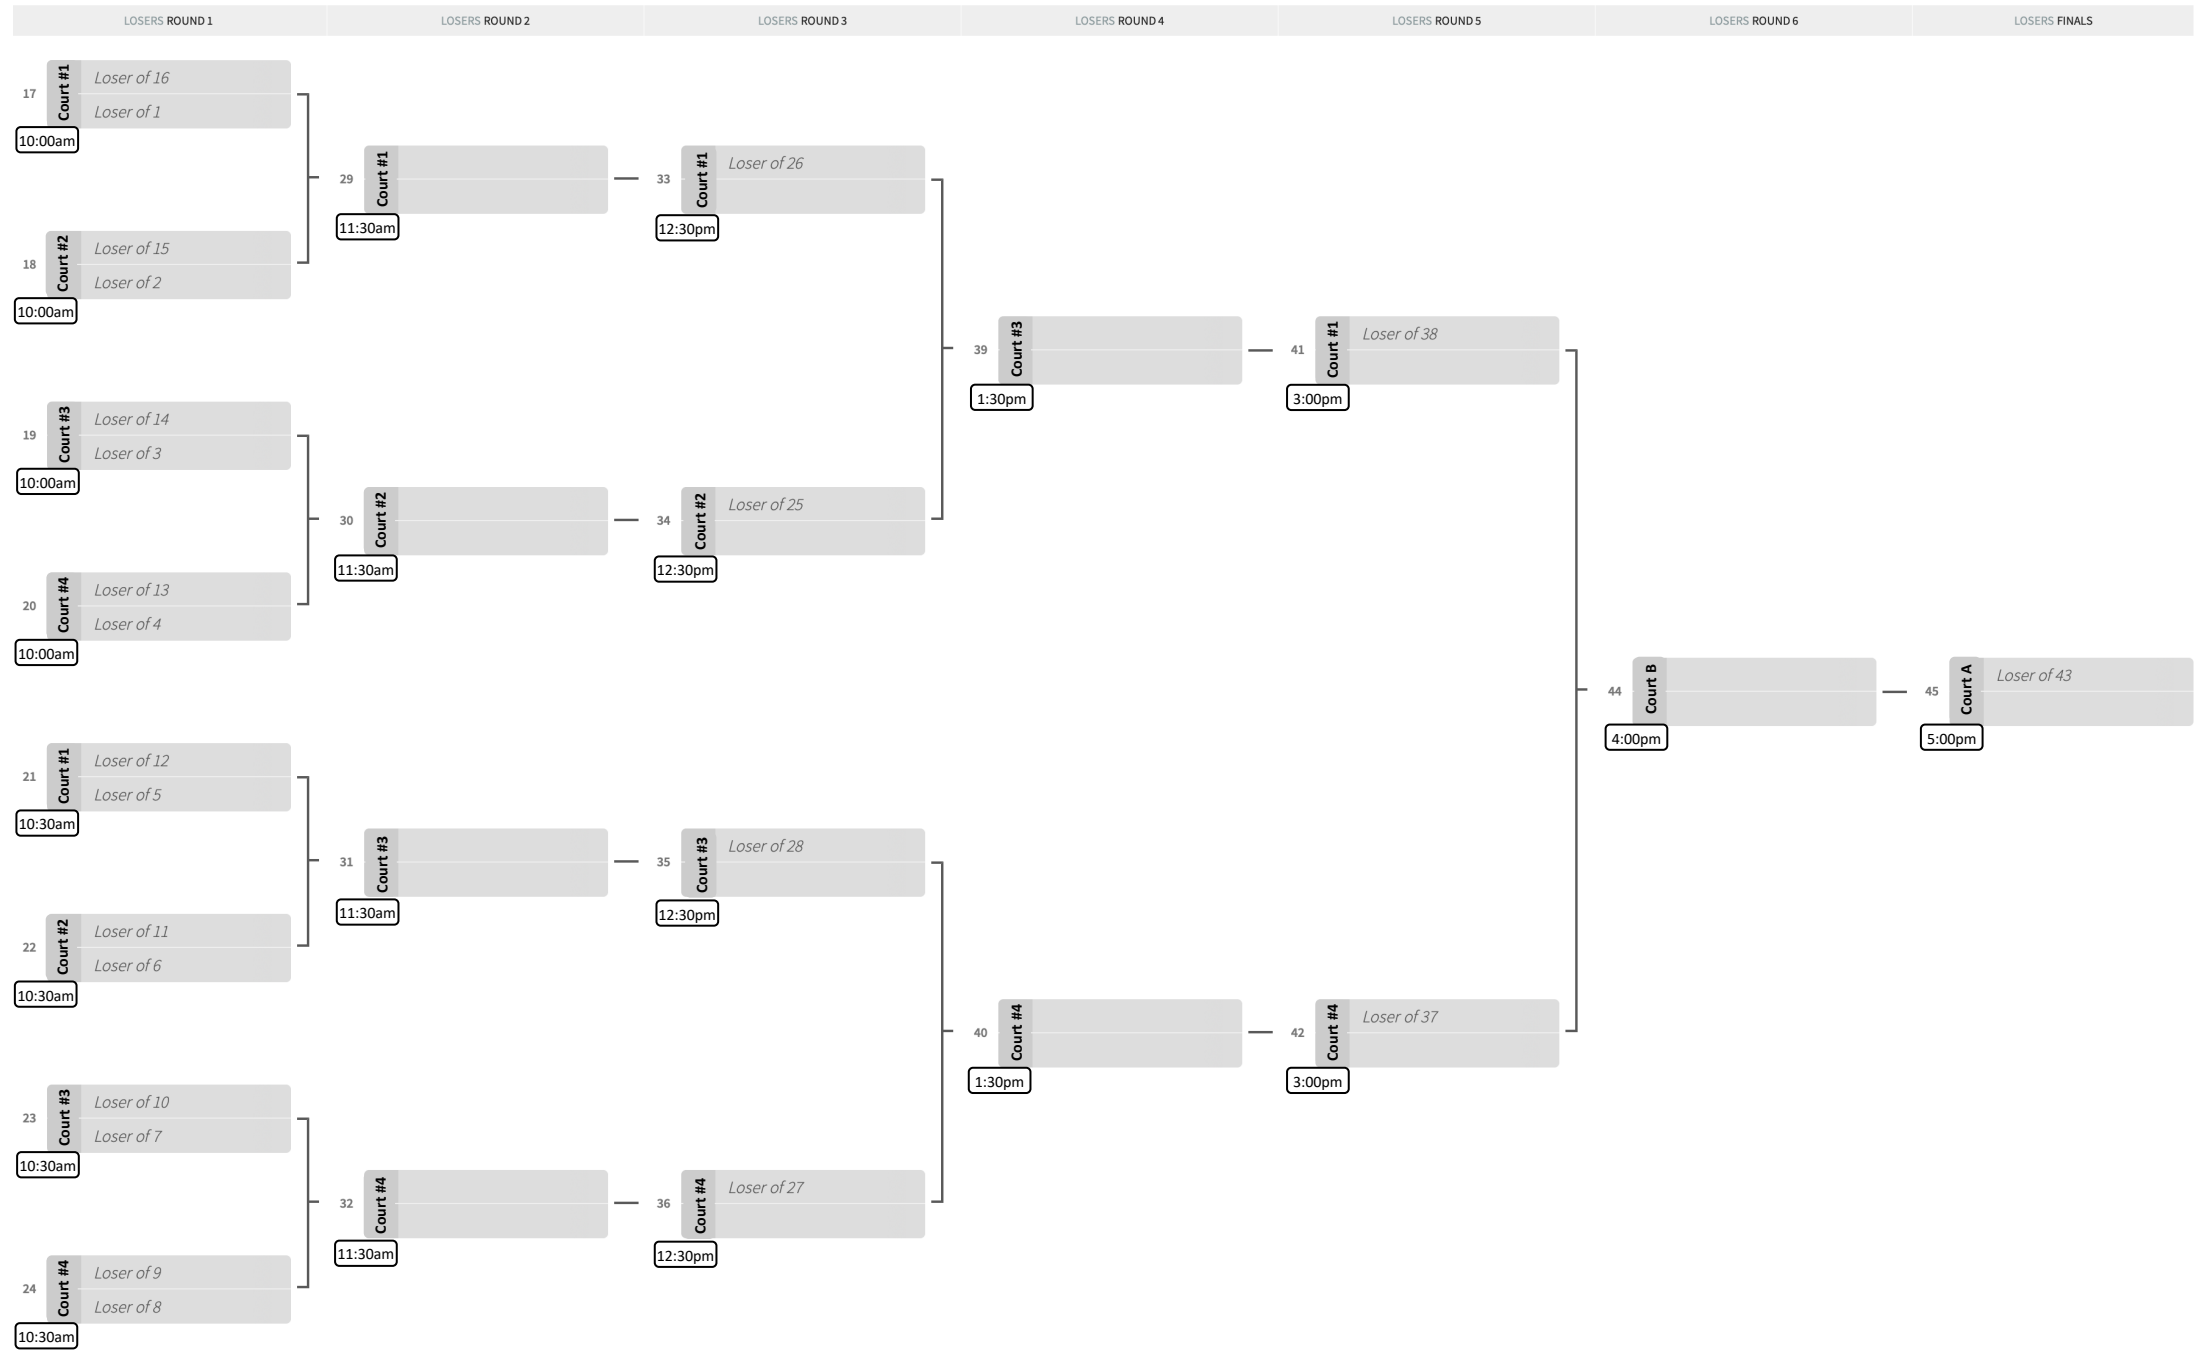 LOSERS ROUND 1
LOSERS ROUND 2
LOSERS ROUND 3
LOSERS ROUND 4
LOSERS ROUND 5
LOSERS ROUND 6
LOSERS FINALS
17
Court #1
Loser of 16
Loser of 1
10:00am
18
Court #2
Loser of 15
Loser of 2
10:00am
19
Court #3
Loser of 14
Loser of 3
10:00am
20
Court #4
Loser of 13
Loser of 4
10:00am
21
Court #1
Loser of 12
Loser of 5
10:30am
22
Court #2
Loser of 11
Loser of 6
10:30am
23
Court #3
Loser of 10
Loser of 7
10:30am
24
Court #4
Loser of 9
Loser of 8
10:30am
29
Court #1
11:30am
30
Court #2
11:30am
31
Court #3
11:30am
32
Court #4
11:30am
33
Court #1
Loser of 26
12:30pm
34
Court #2
Loser of 25
12:30pm
35
Court #3
Loser of 28
12:30pm
36
Court #4
Loser of 27
12:30pm
39
Court #3
1:30pm
40
Court #4
1:30pm
41
Court #1
Loser of 38
3:00pm
42
Court #4
Loser of 37
3:00pm
44
Court B
4:00pm
45
Court A
Loser of 43
5:00pm